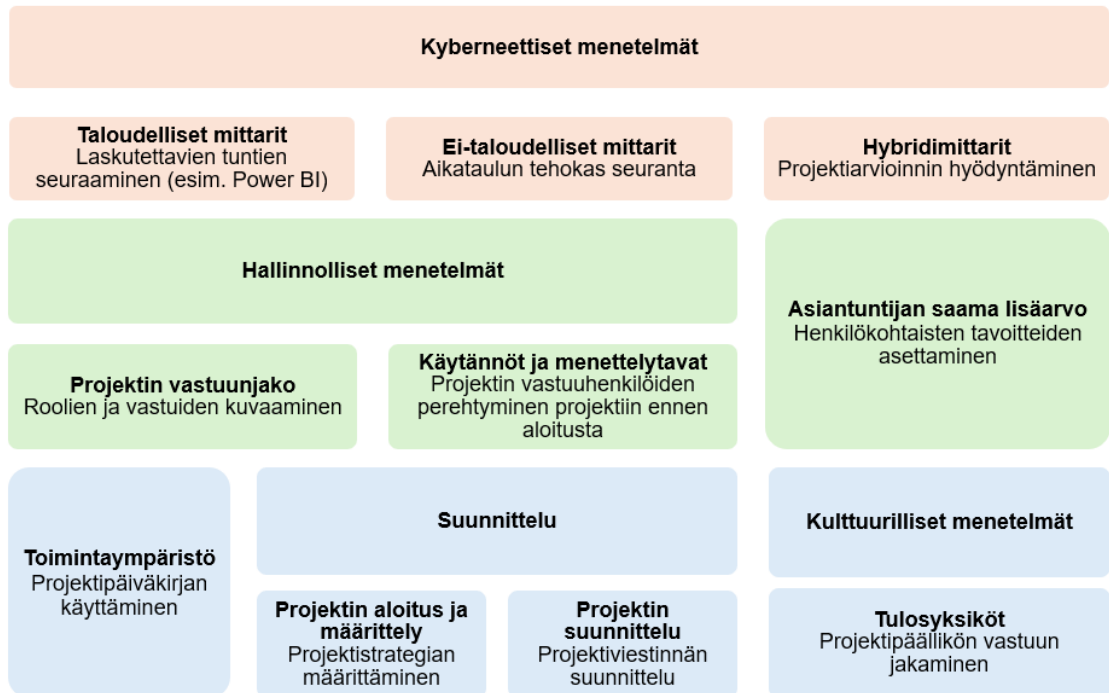 Kyberneettiset menetelmät
Taloudelliset mittarit
Laskutettavien tuntien
seuraaminen (esim. Power BI)
Ei-taloudelliset mittarit
Aikataulun tehokas seuranta
Hybridimittarit
Projektiarvioinnin hyödyntäminen
Hallinnolliset menetelmät
Asiantuntijan saama lisäarvo
Henkilökohtaisten tavoitteiden
asettaminen
Projektin vastuunjako
Roolien ja vastuiden kuvaaminen
Käytännöt ja menettelytavat
Projektin vastuuhenkilöiden
perehtyminen projektiin ennen
aloitusta
Toimintaympäristö
Projektipäiväkirjan
käyttäminen
Suunnittelu
Kulttuurilliset menetelmät
Projektin aloitus ja
määrittely
Projektistrategian
määrittäminen
Projektin
suunnittelu
Projektiviestinnän
suunnittelu
Tulosyksiköt
Projektipäällikön vastuun
jakaminen